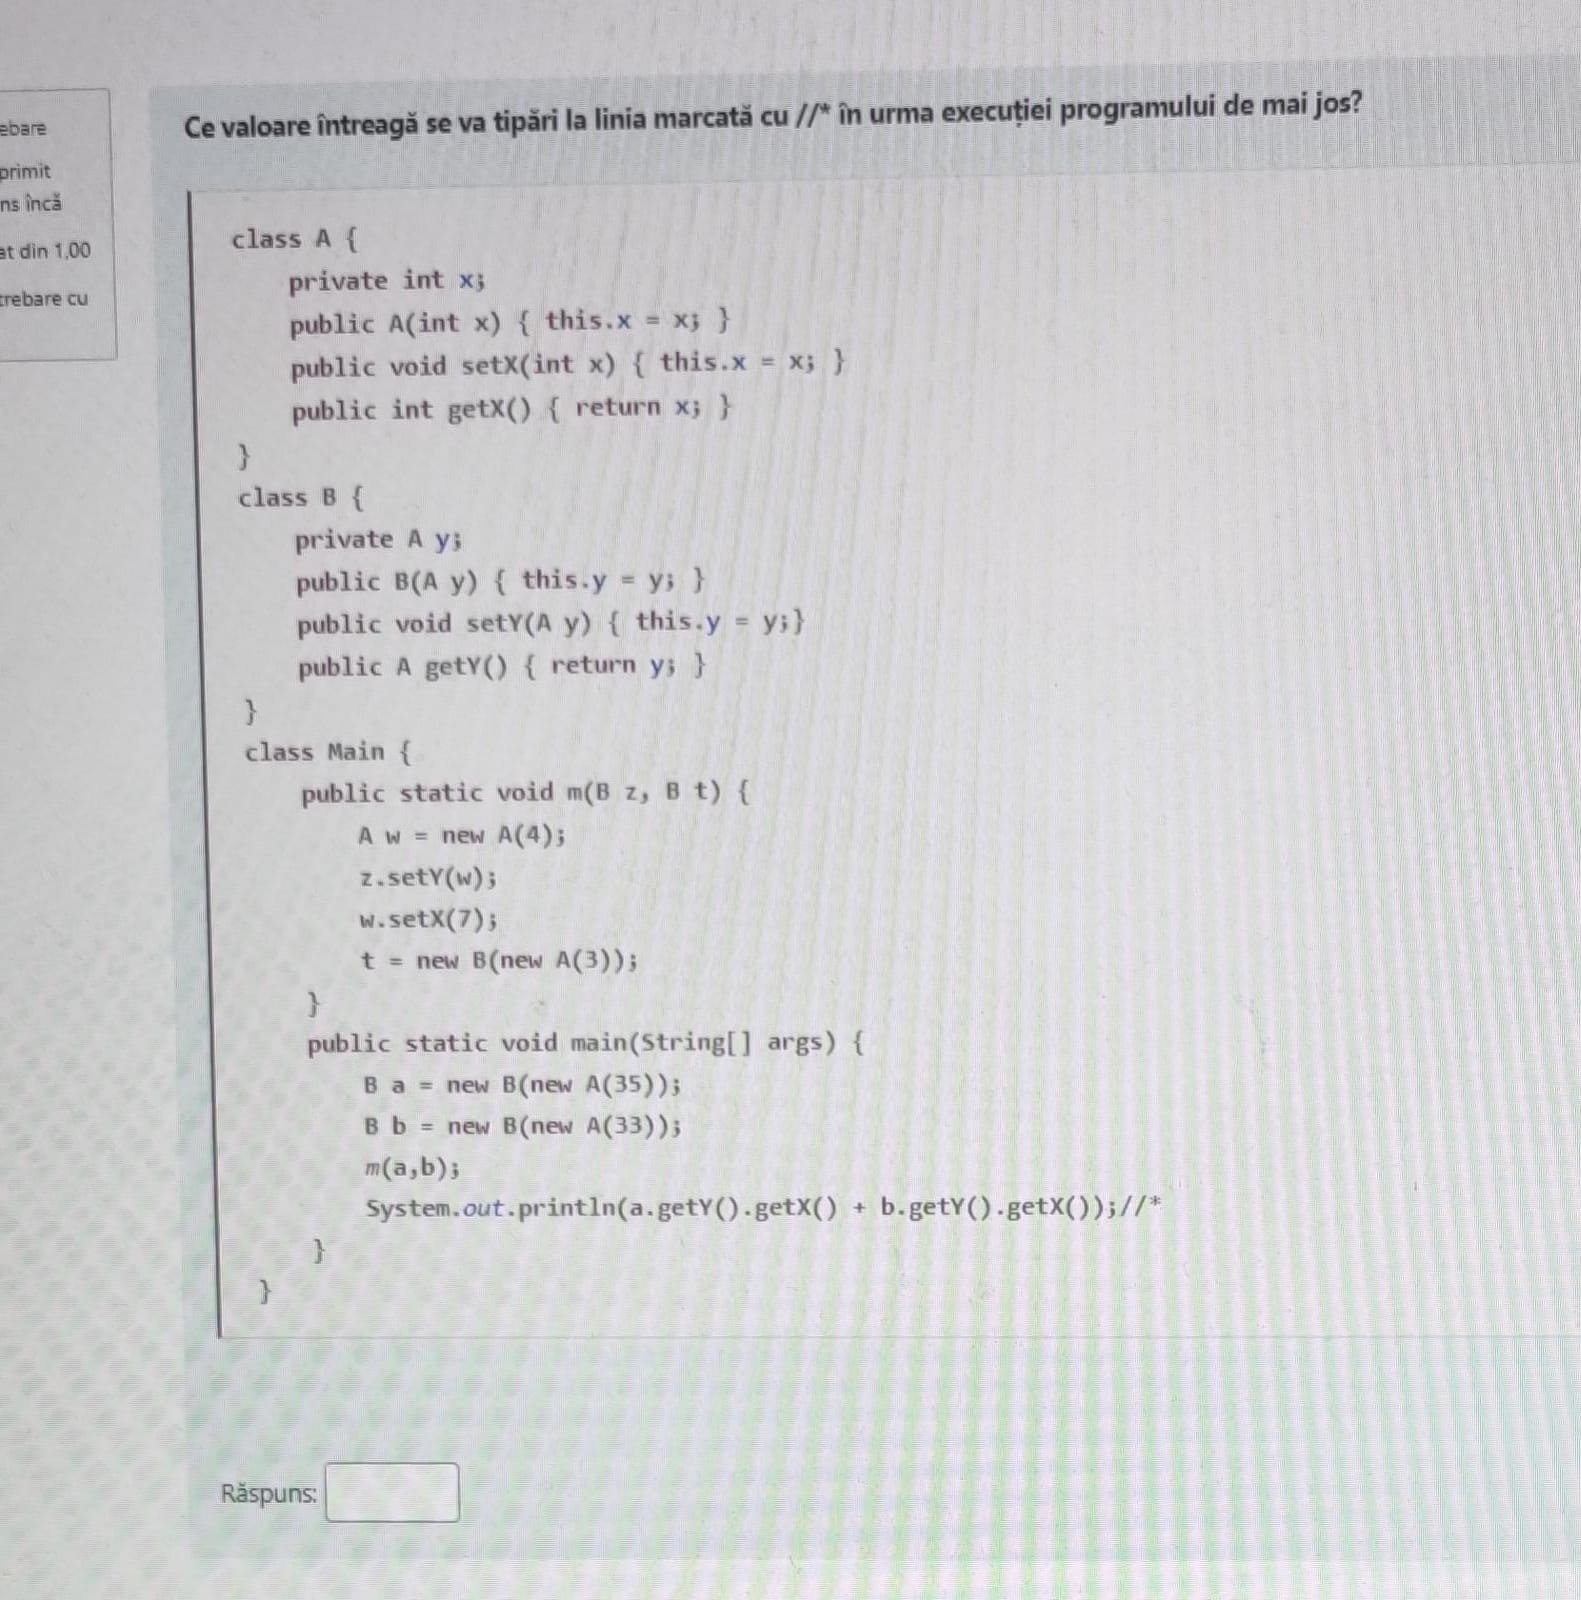 ebare
primit
ns încă
at din 1,00
trebare cu
Ce valoare întreagă se va tipări la linia marcată cu //* în urma execuției programului de mai jos?
class A {
private int x;
public A(int x) { this.x = x; }
public void setX(int x) { this.x = x; }
public int getX() { return x; }
}
class B {
private A y;
public B(A y) { this.y = y; }
public void setY(A y) { this.y = y;}
public A getY() { return y; }
}
class Main {
public static void m(B z, B t) {
A w = new A(4);
z.setY(w);
w.setX(7);
t = new B(new A(3));
}
public static void main(String[] args) {
B a = new B(new A(35));
B b = new B(new A(33));
m(a,b);
System.out.println(a.getY().getX() + b.getY().getX());//*
}
}
Răspuns: